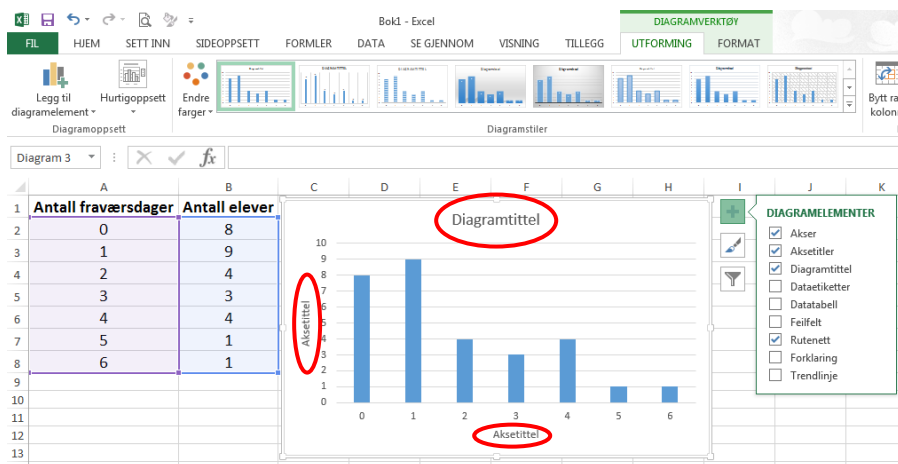 Bok1 - Excel
DIAGRAMVERKTØY
FIL HJEM SETT INN SIDEOPPSETT FORMLER DATA SE GJENNOM VISNING TILLEGG UTFORMING FORMAT
Legg til
diagramelement
Hurtigoppsett
Endre
farger
Bytt ra
kolon
Diagramoppsett
Diagramstiler
Diagram 3
fx
A B C D E F G H I J K
1 Antall fraværsdager Antall elever
2 0 8
3 1 9
4 2 4
5 3 3
6 4 4
7 5 1
8 6 1
9
10
11
12
13
Diagramtittel
10
9
8
7
6
5
4
3
2
1
0
Aksetittel
0 1 2 3 4 5 6
Aksetittel
DIAGRAMELEMENTER
Akser
Aksetitler
Diagramtittel
Dataetiketter
Datatabell
Feilfelt
Rutenett
Forklaring
Trendlinje